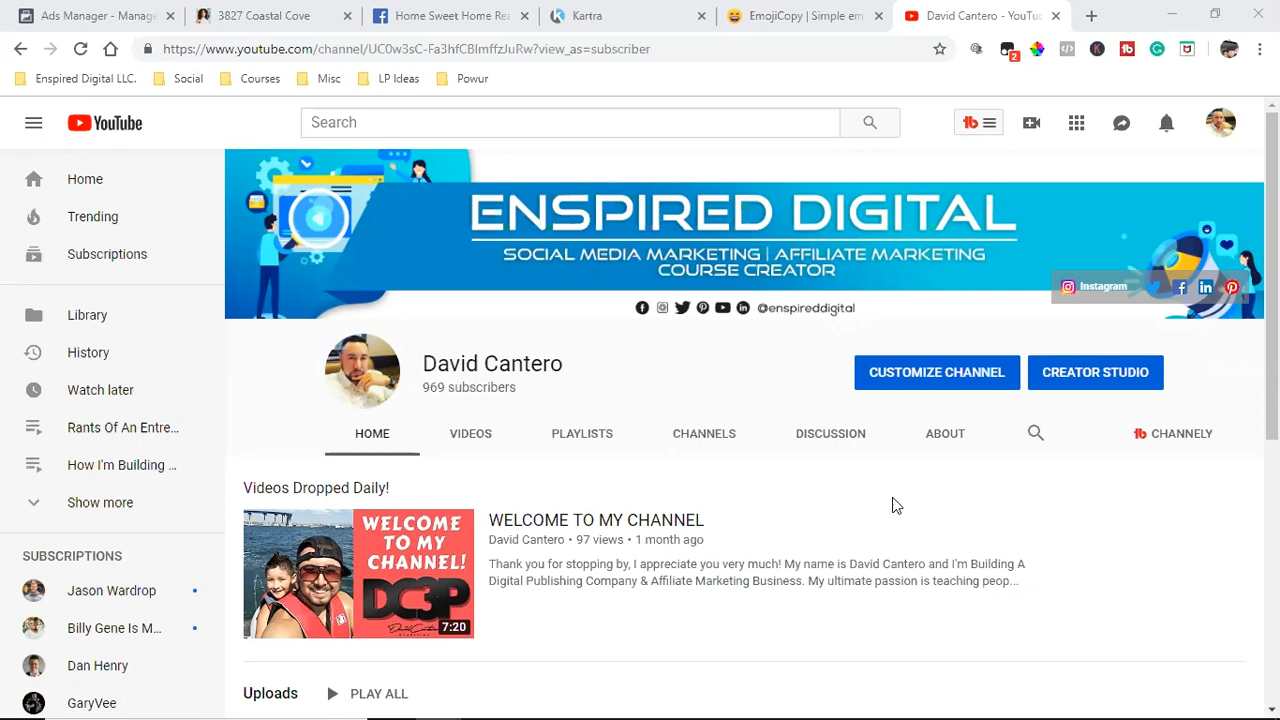 Ads Manager - Manage
3827 Coastal Cove
Home Sweet Home Rea
Kartra
EmojiCopy | Simple em
David Cantero - YouTu
https://www.youtube.com/channel/UC0w3sC-Fa3hfCBlmffzJuRw?view_as=subscriber
2
Enspired Digital LLC.
Social
Courses
Misc
LP Ideas
Powur
YouTube
Search
Home
Trending
Subscriptions
Library
History
Watch later
Rants Of An Entre...
How I'm Building ...
Show more
SUBSCRIPTIONS
Jason Wardrop
Billy Gene Is M...
Dan Henry
GaryVee
ENSPIRED DIGITAL
SOCIAL MEDIA MARKETING | AFFILIATE MARKETING
COURSE CREATOR
Instagram
@enspireddigital
David Cantero
969 subscribers
CUSTOMIZE CHANNEL
CREATOR STUDIO
HOME
VIDEOS
PLAYLISTS
CHANNELS
DISCUSSION
ABOUT
CHANNELY
Videos Dropped Daily!
WELCOME
TO MY
CHANNEL!
DC3P
7:20
WELCOME TO MY CHANNEL
David Cantero • 97 views • 1 month ago
Thank you for stopping by, I appreciate you very much! My name is David Cantero and I'm Building A
Digital Publishing Company & Affiliate Marketing Business. My ultimate passion is teaching peop...
Uploads
PLAY ALL